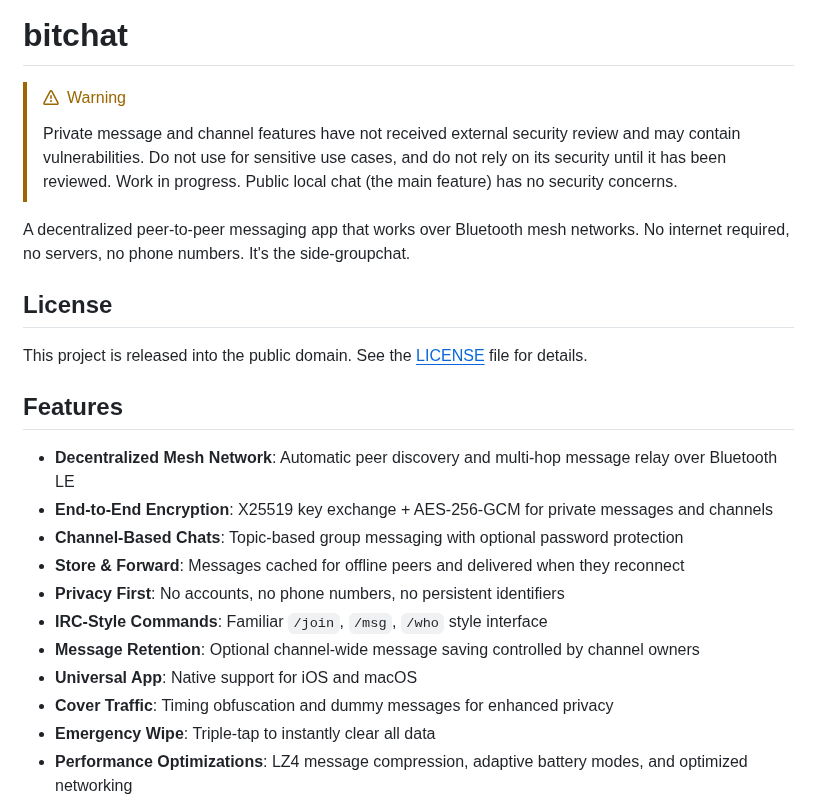 bitchat
Warning
Private message and channel features have not received external security review and may contain
vulnerabilities. Do not use for sensitive use cases, and do not rely on its security until it has been
reviewed. Work in progress. Public local chat (the main feature) has no security concerns.
A decentralized peer-to-peer messaging app that works over Bluetooth mesh networks. No internet required,
no servers, no phone numbers. It's the side-groupchat.
License
This project is released into the public domain. See the LICENSE file for details.
Features
• Decentralized Mesh Network: Automatic peer discovery and multi-hop message relay over Bluetooth
LE
• End-to-End Encryption: X25519 key exchange + AES-256-GCM for private messages and channels
• Channel-Based Chats: Topic-based group messaging with optional password protection
• Store & Forward: Messages cached for offline peers and delivered when they reconnect
• Privacy First: No accounts, no phone numbers, no persistent identifiers
• IRC-Style Commands: Familiar /join, /msg, /who style interface
• Message Retention: Optional channel-wide message saving controlled by channel owners
• Universal App: Native support for iOS and macOS
• Cover Traffic: Timing obfuscation and dummy messages for enhanced privacy
• Emergency Wipe: Triple-tap to instantly clear all data
• Performance Optimizations: LZ4 message compression, adaptive battery modes, and optimized
networking